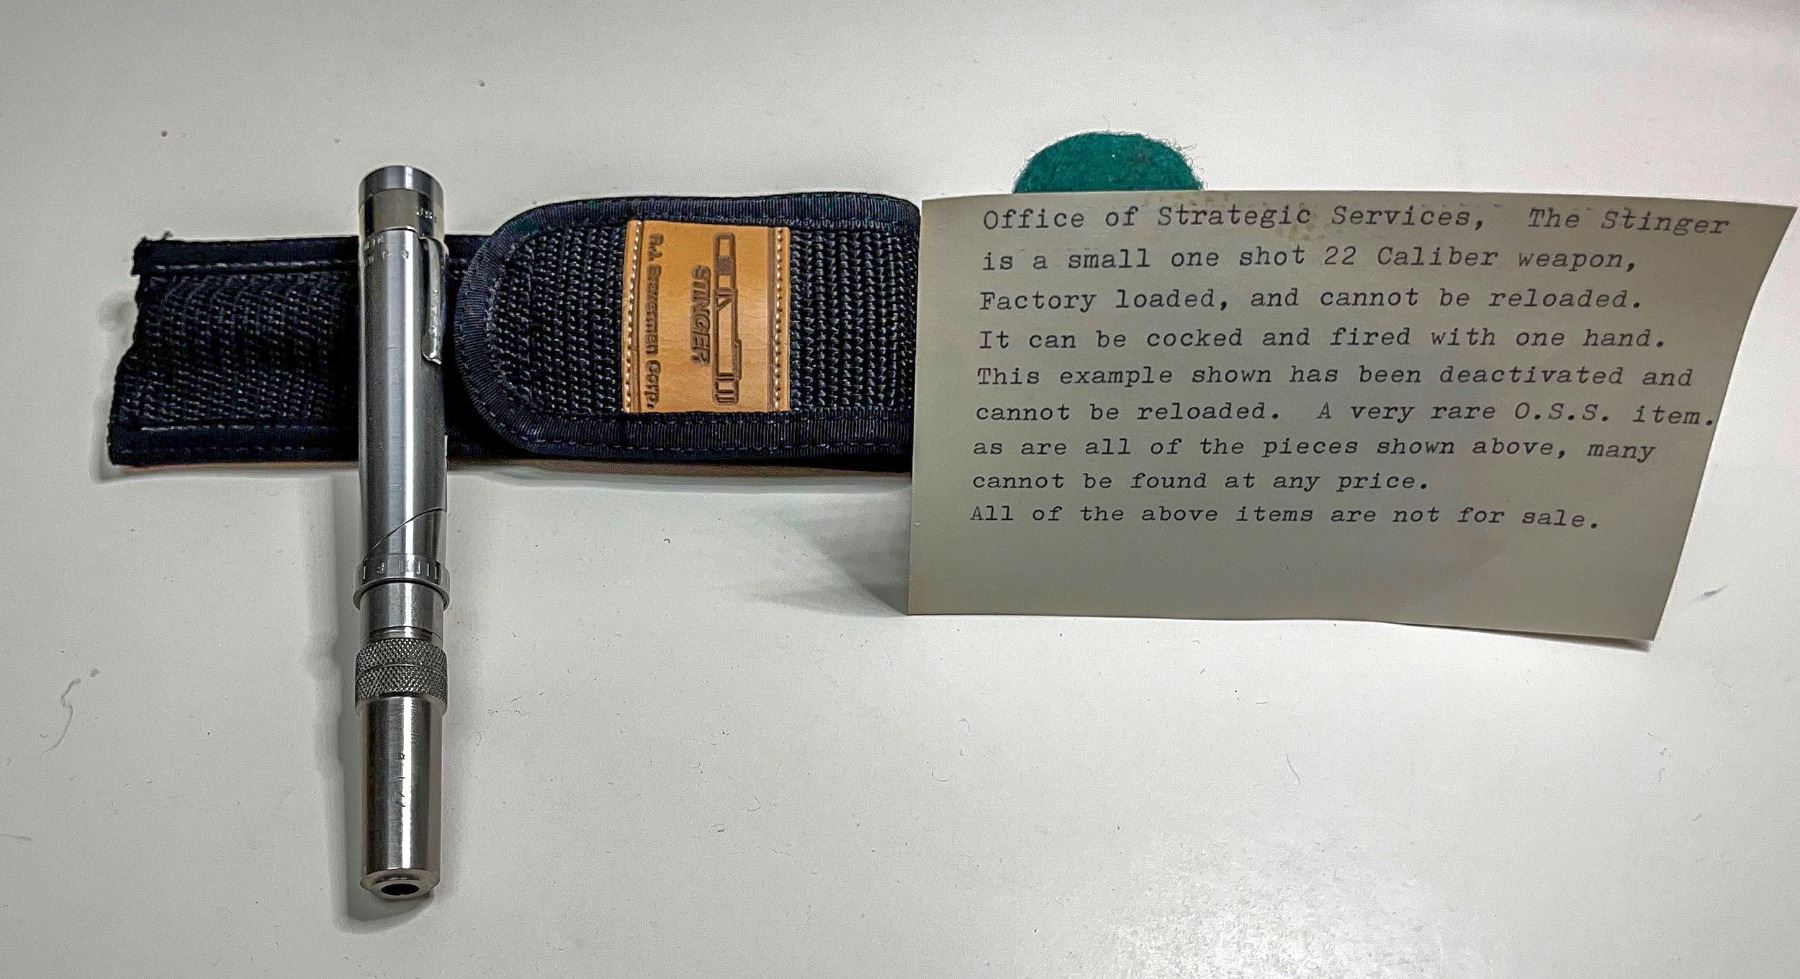 STINGER
R.J. Braverman Corp.
Office of Strategic Services, The Stinger
is a small one shot 22 Caliber weapon,
Factory loaded, and cannot be reloaded.
It can be cocked and fired with one hand.
This example shown has been deactivated and
cannot be reloaded. A very rare O.S.S. item.
as are all of the pieces shown above, many
cannot be found at any price.
All of the above items are not for sale.